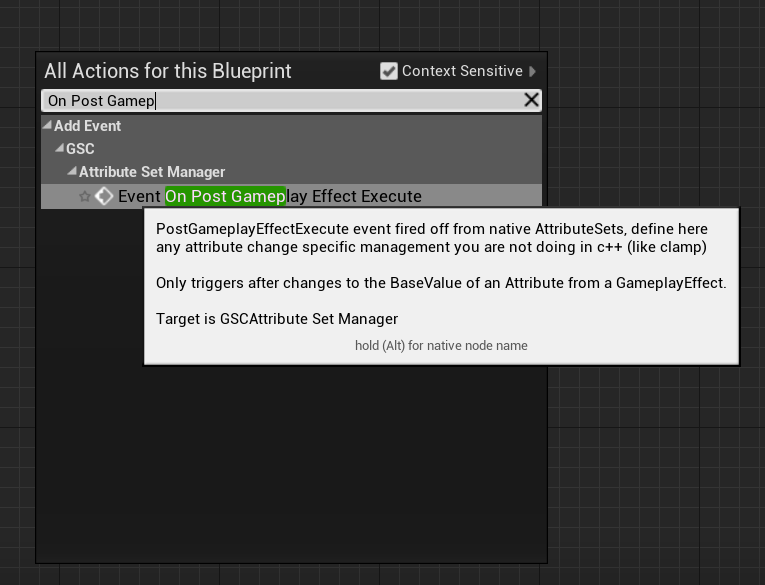 All Actions for this Blueprint
Context Sensitive
On Post Gamep
Add Event
GSC
Attribute Set Manager
Event On Post Gameplay Effect Execute
PostGameplayEffectExecute event fired off from native AttributeSets, define here
any attribute change specific management you are not doing in c++ (like clamp)
Only triggers after changes to the BaseValue of an Attribute from a GameplayEffect.
Target is GSCAttribute Set Manager
hold (Alt) for native node name